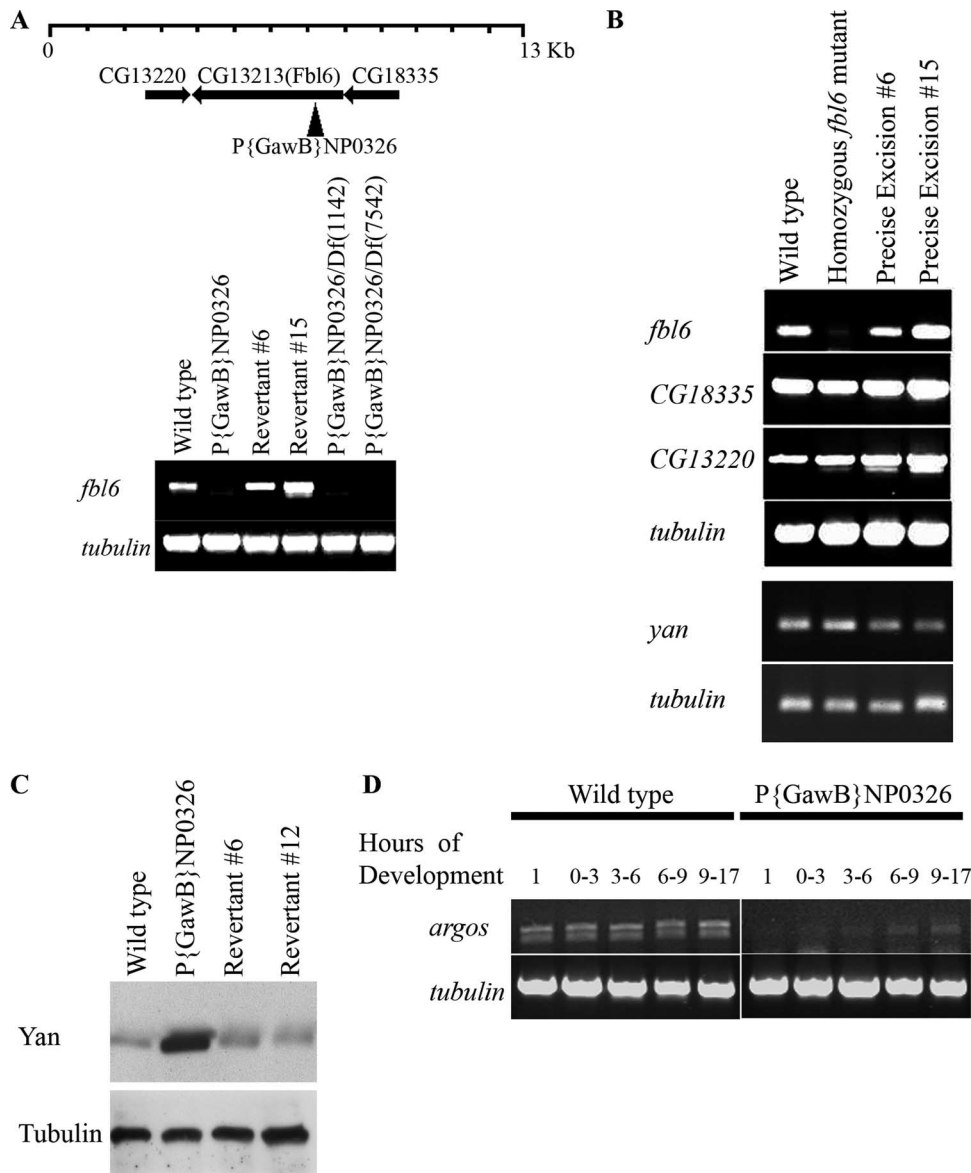 A
0
13 Kb
CG13220 CG13213(Fbl6) CG18335
P{GawB}NP0326
Wild type
P{GawB}NP0326
Revertant #6
Revertant #15
P{GawB}NP0326/Df(1142)
P{GawB}NP0326/Df(7542)
fbl6
tubulin
B
Wild type
Homozygous fbl6 mutant
Precise Excision #6
Precise Excision #15
fbl6
CG18335
CG13220
tubulin
yan
tubulin
C
Wild type
P{GawB}NP0326
Revertant #6
Revertant #12
Yan
Tubulin
D
Wild type P{GawB}NP0326
Hours of
Development 1 0-3 3-6 6-9 9-17 1 0-3 3-6 6-9 9-17
argos
tubulin